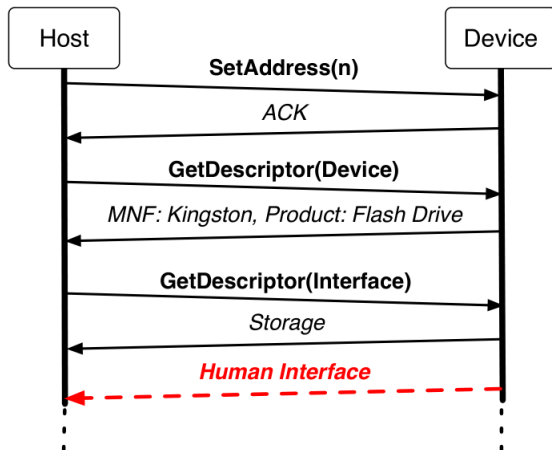 Host
Device
SetAddress(n)
ACK
GetDescriptor(Device)
MNF: Kingston, Product: Flash Drive
GetDescriptor(Interface)
Storage
Human Interface